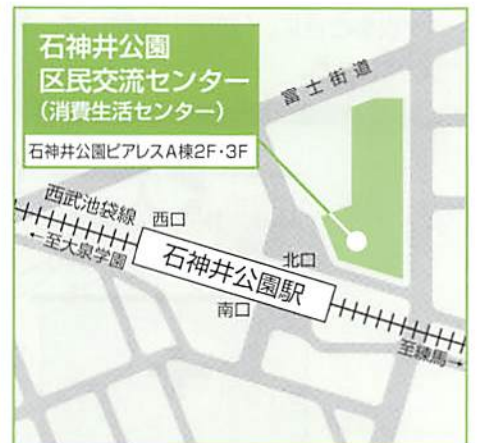 石神井公園
区民交流センター
(消費生活センター)
石神井公園ピアレスA棟2F・3F
富士街道
西武池袋線
西口
←至大泉学園
石神井公園駅
北口
南口
至練馬→